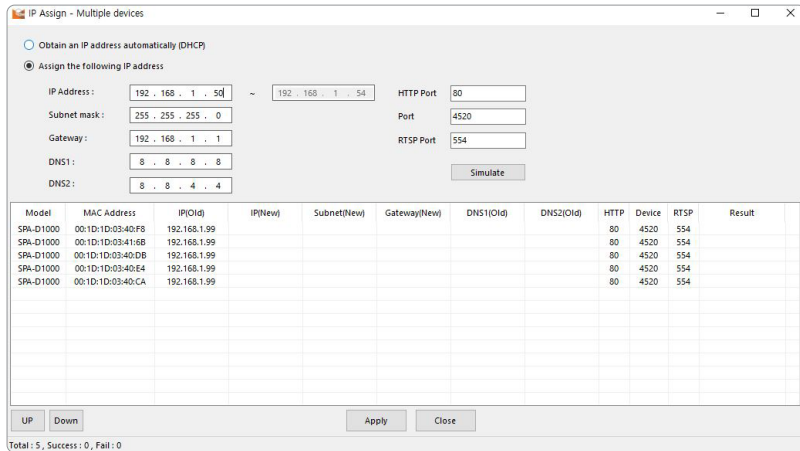 IP Assign - Multiple devices
Obtain an IP address automatically (DHCP)
Assign the following IP address
IP Address : 192 . 168 . 1 . 50 ~ 192 . 168 . 1 . 54 HTTP Port 80
Subnet mask : 255 . 255 . 255 . 0 Port 4520
Gateway : 192 . 168 . 1 . 1 RTSP Port 554
DNS1 : 8 . 8 . 8 . 8
Simulate
DNS2 : 8 . 8 . 4 . 4
Model MAC Address IP(Old) IP(New) Subnet(New) Gateway(New) DNS1(Old) DNS2(Old) HTTP Device RTSP Result
SPA-D1000 00:1D:1D:03:40:F8 192.168.1.99 80 4520 554
SPA-D1000 00:1D:1D:03:41:6B 192.168.1.99 80 4520 554
SPA-D1000 00:1D:1D:03:40:DB 192.168.1.99 80 4520 554
SPA-D1000 00:1D:1D:03:40:E4 192.168.1.99 80 4520 554
SPA-D1000 00:1D:1D:03:40:CA 192.168.1.99 80 4520 554
UP Down Apply Close
Total : 5 , Success : 0 , Fail : 0